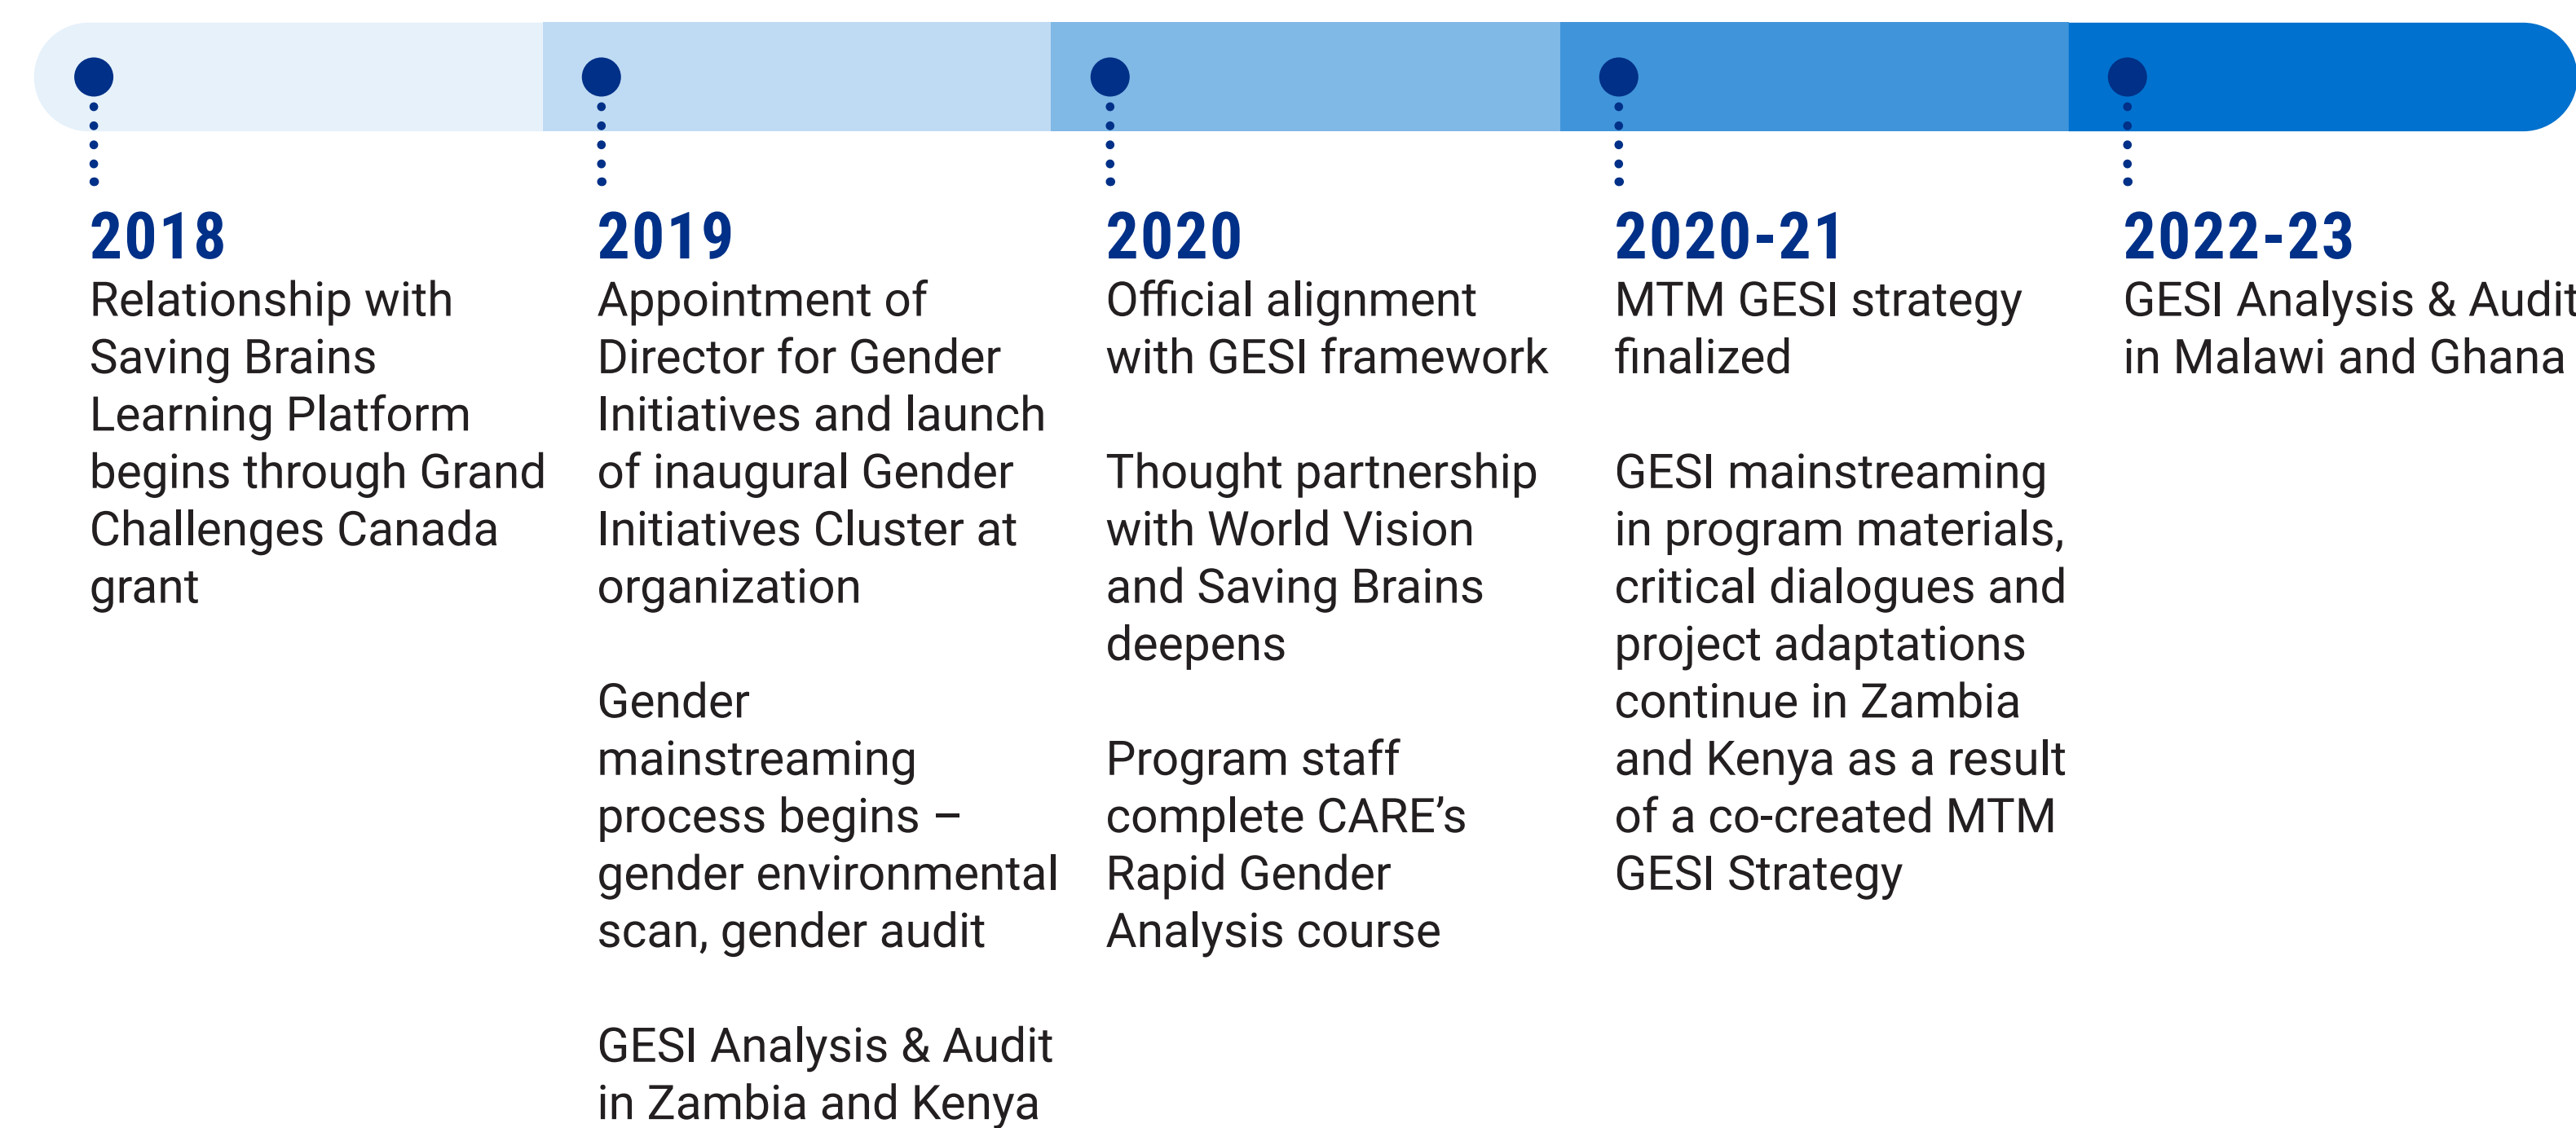 2018
Relationship with
Saving Brains
Learning Platform
begins through Grand
Challenges Canada
grant
2019
Appointment of
Director for Gender
Initiatives and launch
of inaugural Gender
Initiatives Cluster at
organization
Gender
mainstreaming
process begins –
gender environmental
scan, gender audit
GESI Analysis & Audit
in Zambia and Kenya
2020
Official alignment
with GESI framework
Thought partnership
with World Vision
and Saving Brains
deepens
Program staff
complete CARE’s
Rapid Gender
Analysis course
2020-21
MTM GESI strategy
finalized
GESI mainstreaming
in program materials,
critical dialogues and
project adaptations
continue in Zambia
and Kenya as a result
of a co-created MTM
GESI Strategy
2022-23
GESI Analysis & Audit
in Malawi and Ghana